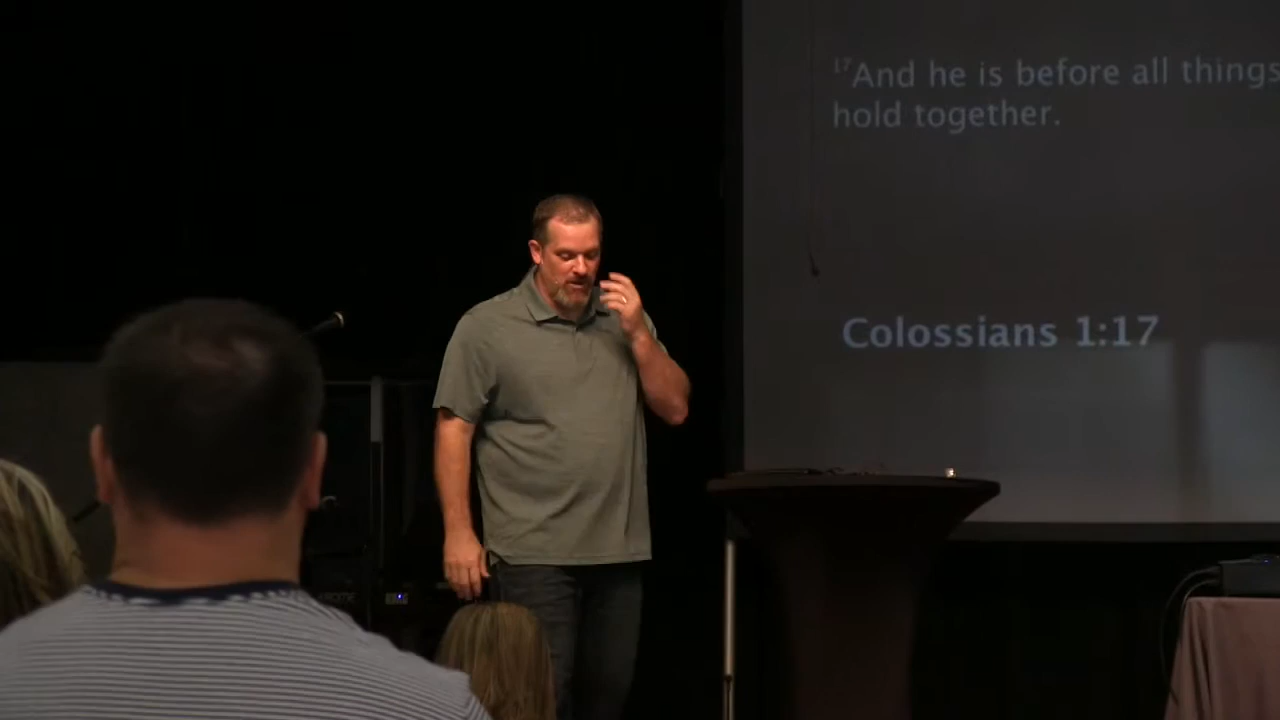 17And he is before all things
hold together.
Colossians 1:17